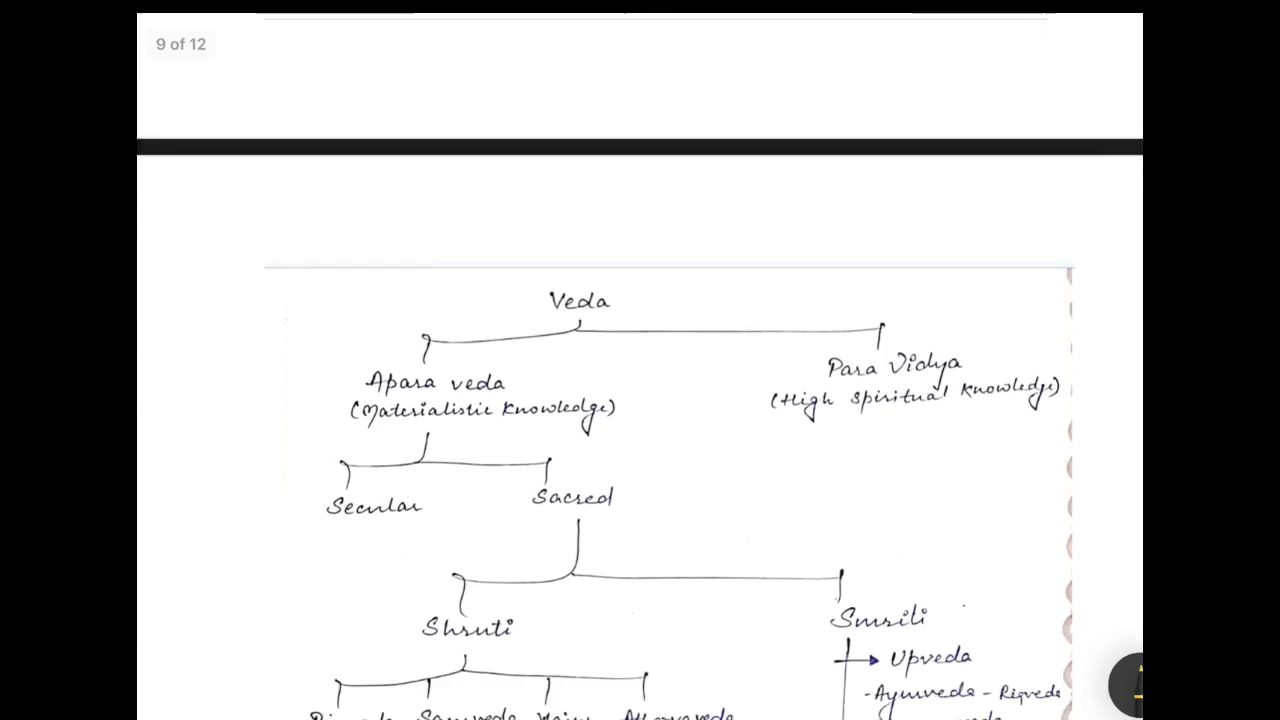 9 of 12
Veda
Apara veda
(Materialistic Knowledge)
Para Vidya
(High Spiritual Knowledge)
Secular
Sacred
Shruti
Smriti
→ Upveda
- Ayurveda - Rigveda